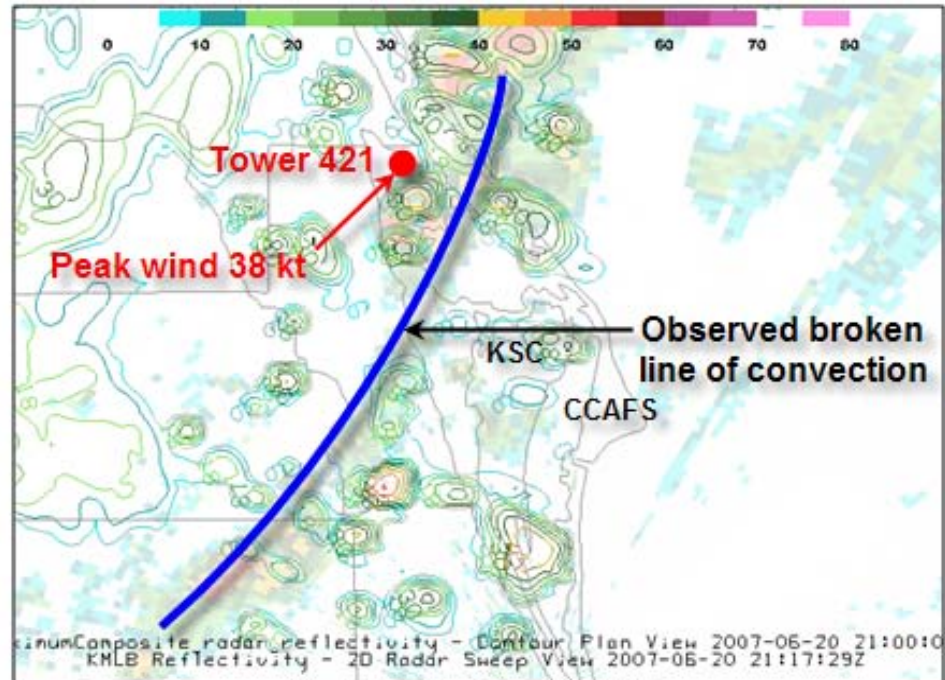 0 10 20 30 40 50 60 70 80
Tower 421
Peak wind 38 kt
Observed broken
line of convection
KSC
CCAFS
Composite radar reflectivity - Contour Plan View 2007-06-20 21:00:0
KMLB Reflectivity - 2D Radar Sweep View 2007-06-20 21:17:29Z